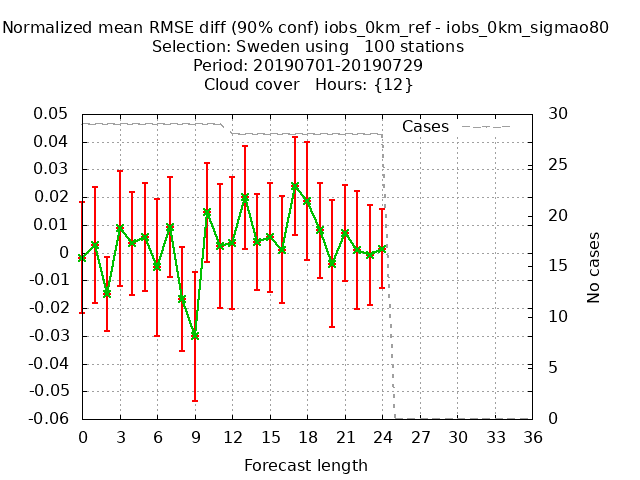 Normalized mean RMSE diff (90% conf) iobs_0km_ref - iobs_0km_sigmao80
Selection: Sweden using   100 stations
Period: 20190701-20190729
Cloud cover   Hours: {12}
Cases
0.05
0.04
0.03
0.02
0.01
0
-0.01
-0.02
-0.03
-0.04
-0.05
-0.06
30
25
20
15
10
5
0
No cases
0 3 6 9 12 15 18 21 24 27 30 33 36
Forecast length